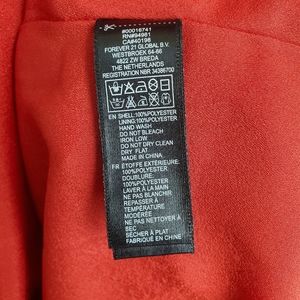 #00016741
RN#94961
CA#40196
FOREVER 21 GLOBAL B.V.
WESTBROEK 64-66
4822 ZW BREDA
THE NETHERLANDS
REGISTRATION NBR 34386700
EN SHELL:100%POLYESTER
LINING:100%POLYESTER
HAND WASH
DO NOT BLEACH
IRON LOW
DO NOT DRY CLEAN
DRY FLAT
MADE IN CHINA
FR ÉTOFFE EXTÉRIEURE:
100%POLYESTER
DOUBLURE:
100%POLYESTER
LAVER À LA MAIN
NE PAS BLANCHIR
REPASSER À
TEMPÉRATURE
MODÉRÉE
NE PAS NETTOYER À
SEC
SÉCHER À PLAT
FABRIQUÉ EN CHINE